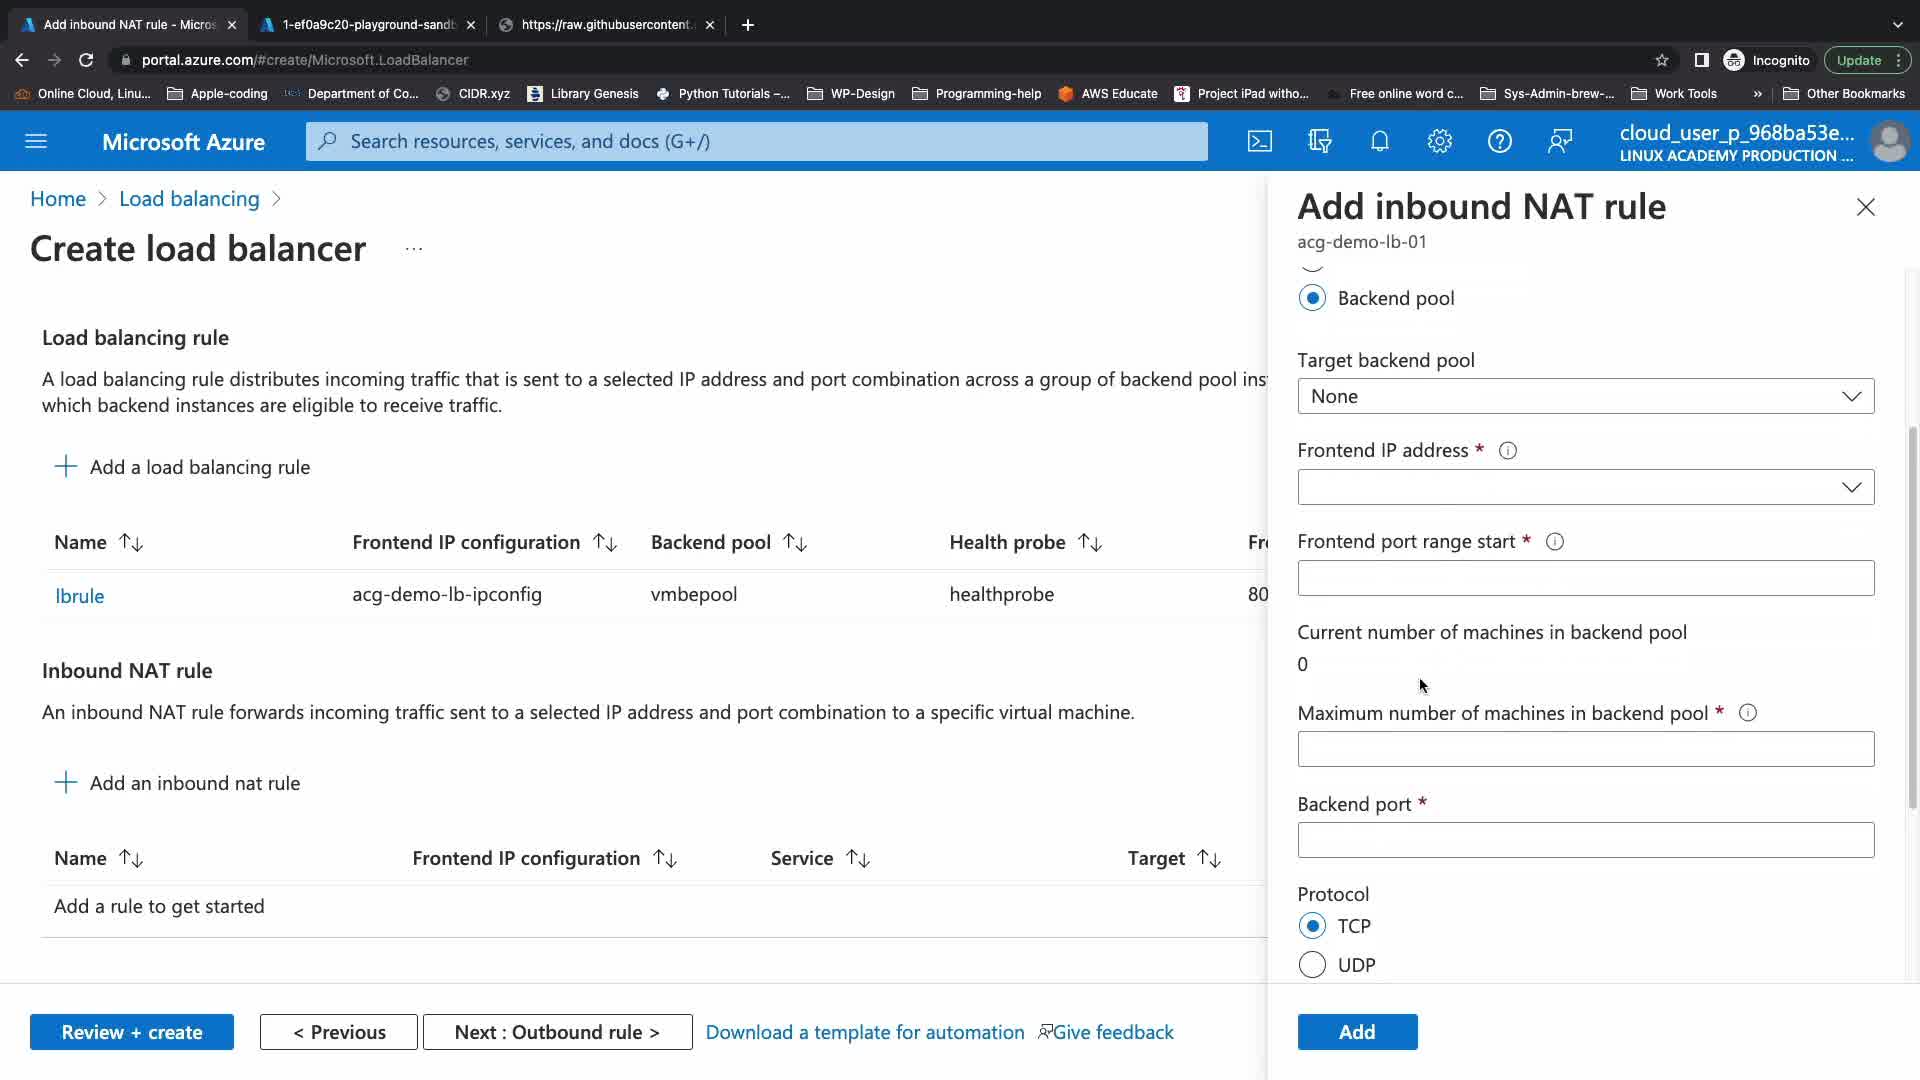 Add inbound NAT rule - Micros
1-ef0a9c20-playground-sandb
https://raw.githubusercontent.
portal.azure.com/#create/Microsoft.LoadBalancer
Incognito
Update
Online Cloud, Linu...
Apple-coding
Department of Co...
CIDR.xyz
Library Genesis
Python Tutorials –...
WP-Design
Programming-help
AWS Educate
Project iPad witho...
Free online word c...
Sys-Admin-brew-...
Work Tools
»
Other Bookmarks
Microsoft Azure
Search resources, services, and docs (G+/)
cloud_user_p_968ba53e...
LINUX ACADEMY PRODUCTION ...
Home > Load balancing >
Create load balancer ...
Load balancing rule
A load balancing rule distributes incoming traffic that is sent to a selected IP address and port combination across a group of backend pool ins
which backend instances are eligible to receive traffic.
Add a load balancing rule
Name Frontend IP configuration Backend pool Health probe Fr
lbrule acg-demo-lb-ipconfig vmbepool healthprobe 80
Inbound NAT rule
An inbound NAT rule forwards incoming traffic sent to a selected IP address and port combination to a specific virtual machine.
Add an inbound nat rule
Name Frontend IP configuration Service Target
Add a rule to get started
Review + create
< Previous
Next : Outbound rule >
Download a template for automation
Give feedback
Add inbound NAT rule
acg-demo-lb-01
Backend pool
Target backend pool
None
Frontend IP address *
Frontend port range start *
Current number of machines in backend pool
0
Maximum number of machines in backend pool *
Backend port *
Protocol
TCP
UDP
Add